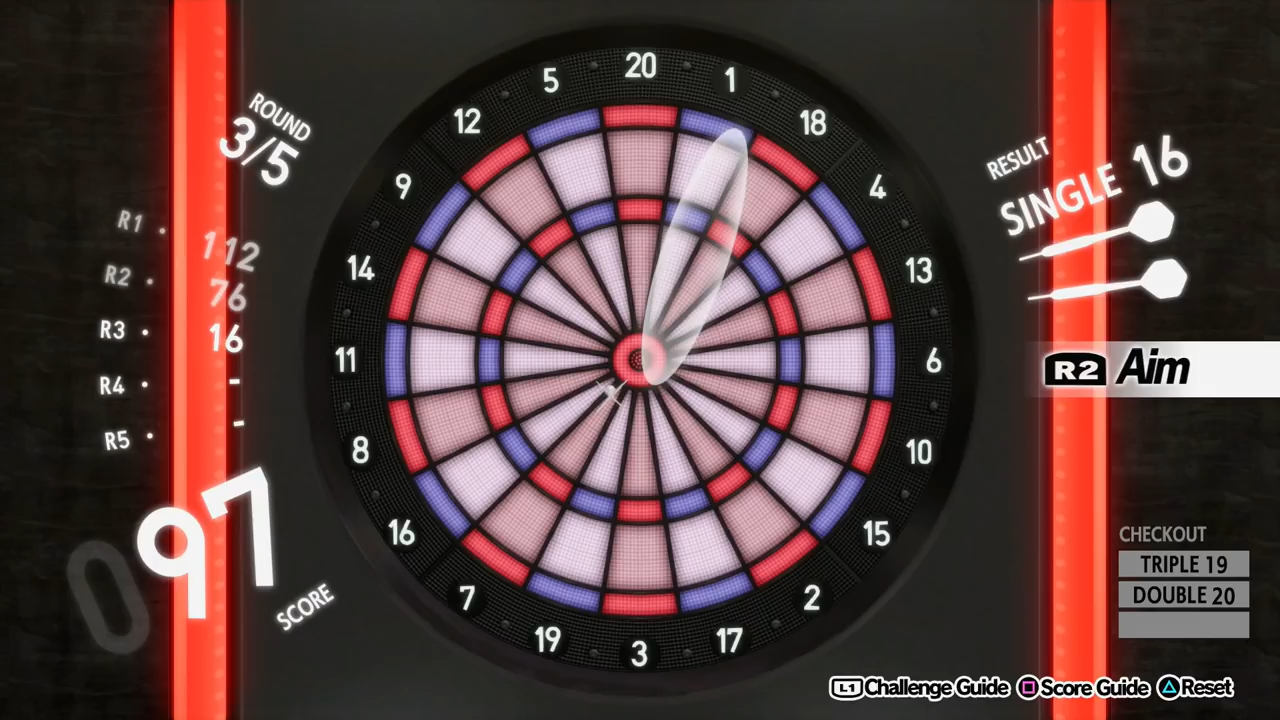 ROUND
3/5
R1 112
R2 76
R3 16
R4 -
R5 -
097
SCORE
20
1
18
4
13
6
10
15
2
17
3
19
7
16
8
11
14
9
12
5
RESULT
SINGLE 16
R2 Aim
CHECKOUT
TRIPLE 19
DOUBLE 20
L1 Challenge Guide Score Guide Reset